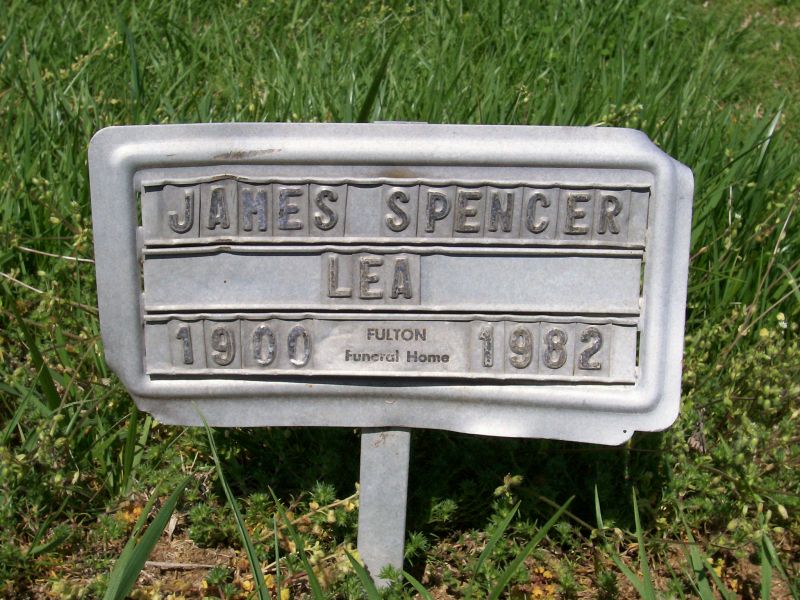 JAMES SPENCER
LEA
1900 FULTON 1982
Funeral Home